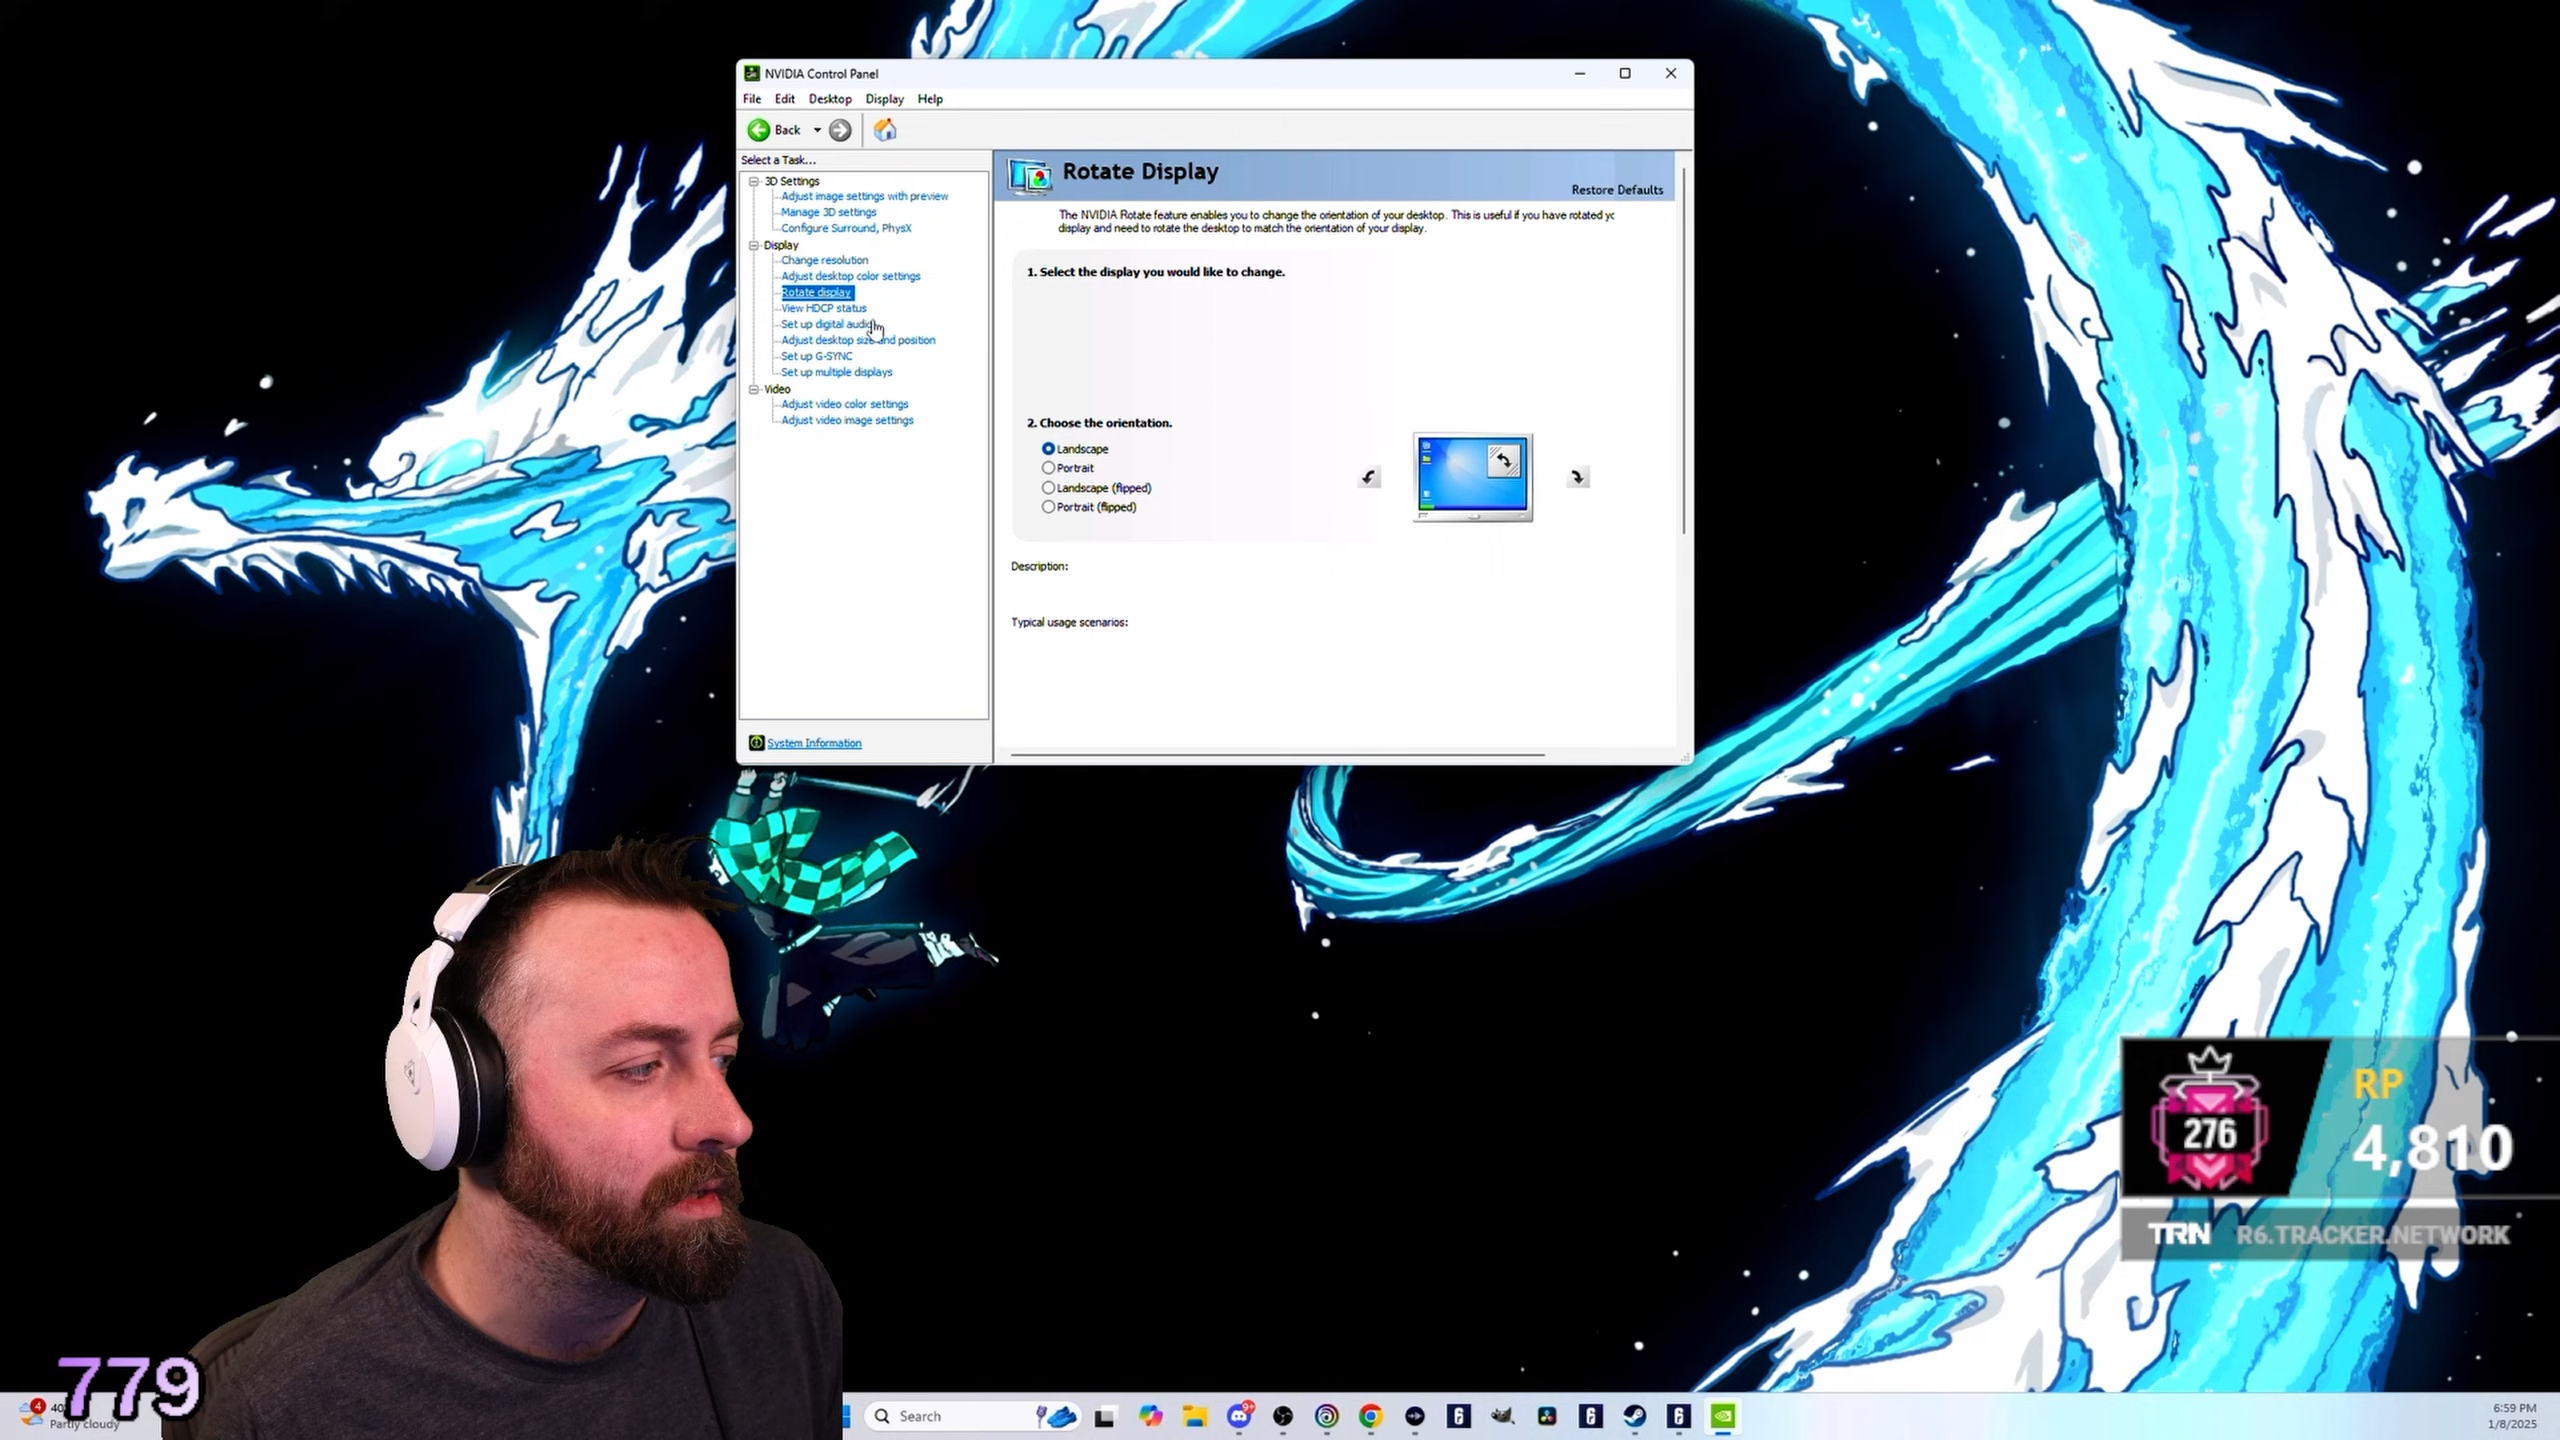 NVIDIA Control Panel
File Edit Desktop Display Help
Back
Select a Task...
3D Settings
Adjust image settings with preview
Manage 3D settings
Configure Surround, PhysX
Display
Change resolution
Adjust desktop color settings
Rotate display
View HDCP status
Set up digital audio
Adjust desktop size and position
Set up G-SYNC
Set up multiple displays
Video
Adjust video color settings
Adjust video image settings
System Information
Rotate Display
Restore Defaults
The NVIDIA Rotate feature enables you to change the orientation of your desktop. This is useful if you have rotated yc
display and need to rotate the desktop to match the orientation of your display.
1. Select the display you would like to change.
2. Choose the orientation.
Landscape
Portrait
Landscape (flipped)
Portrait (flipped)
Description:
Typical usage scenarios:
276
RP
4,810
TRN R6.TRACKER.NETWORK
779
4
40
Partly cloudy
Search
9+
6
6
6
6:59 PM
1/8/2025